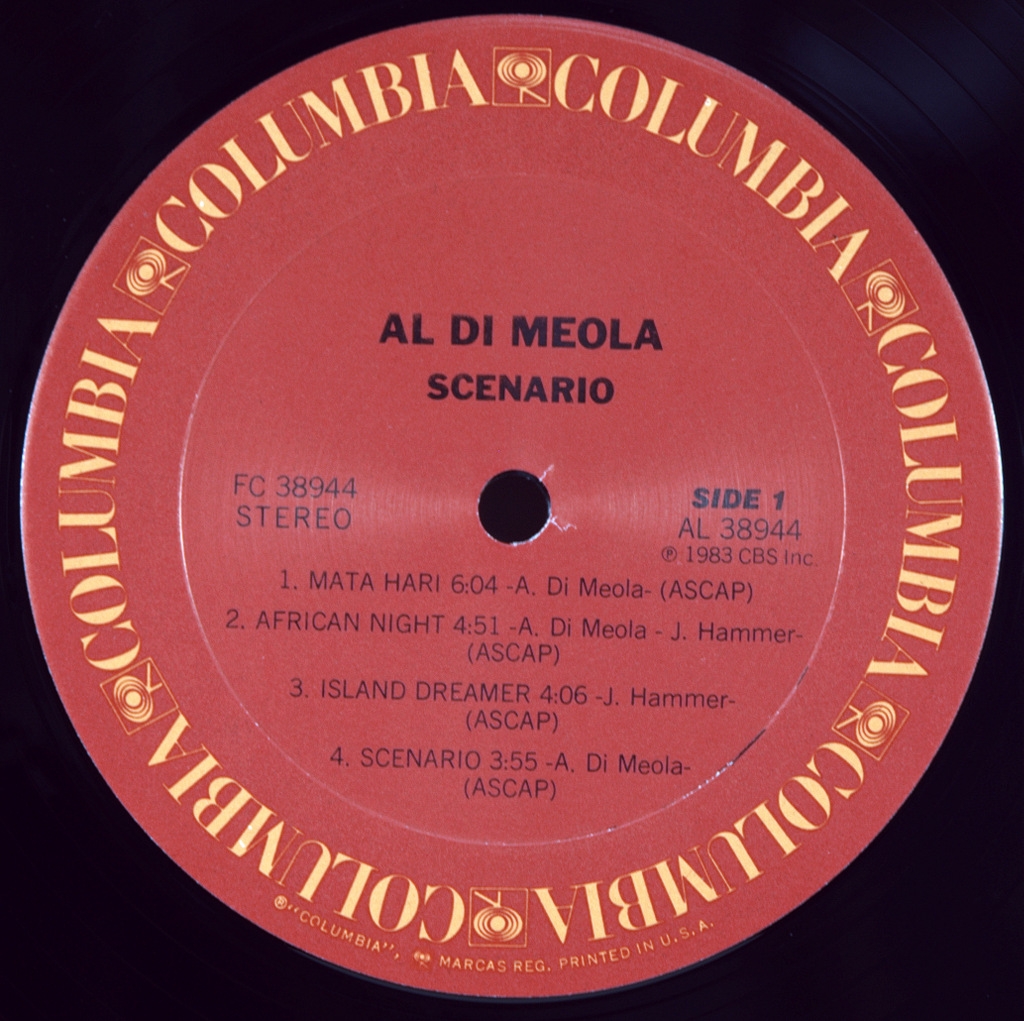 COLUMBIA COLUMBIA COLUMBIA COLUMBIA COLUMBIA COLUMBIA
AL DI MEOLA
SCENARIO
FC 38944
STEREO
SIDE 1
AL 38944
℗ 1983 CBS Inc.
1. MATA HARI 6:04 -A. Di Meola- (ASCAP)
2. AFRICAN NIGHT 4:51 -A. Di Meola - J. Hammer-
(ASCAP)
3. ISLAND DREAMER 4:06 -J. Hammer-
(ASCAP)
4. SCENARIO 3:55 -A. Di Meola-
(ASCAP)
®"COLUMBIA", MARCAS REG. PRINTED IN U.S.A.